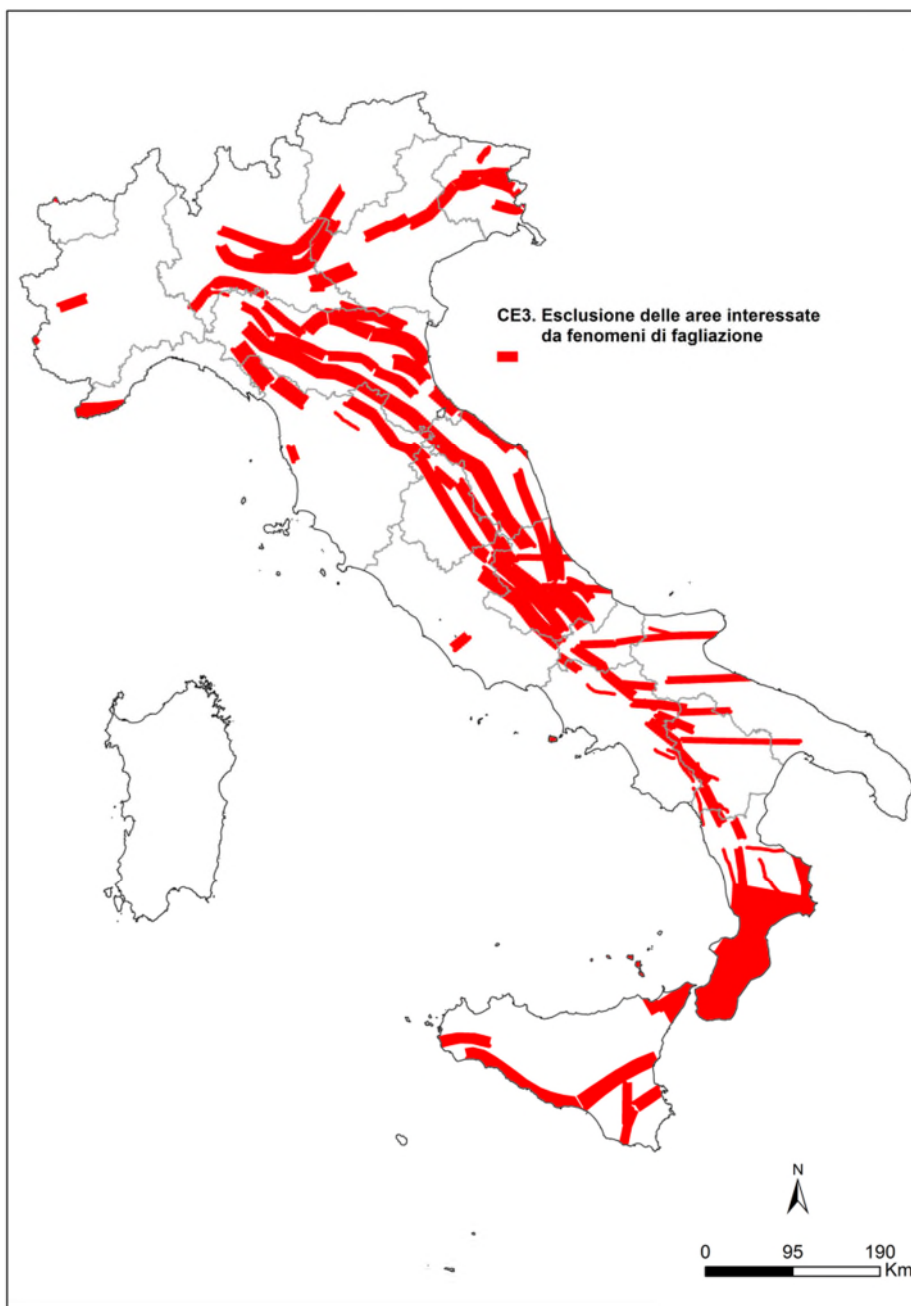 CE3. Esclusione delle aree interessate
da fenomeni di fagliazione
N
0 95 190
Km